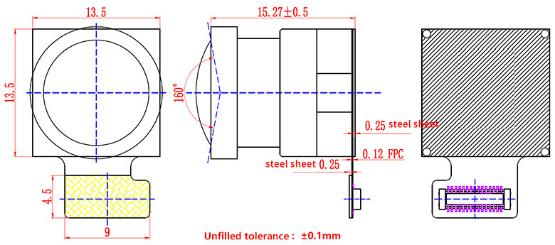 13.5
15.27±0.5
13.5
160°
0.25 steel sheet
0.12 FPC
steel sheet 0.25
4.5
9
Unfilled tolerance： ±0.1mm